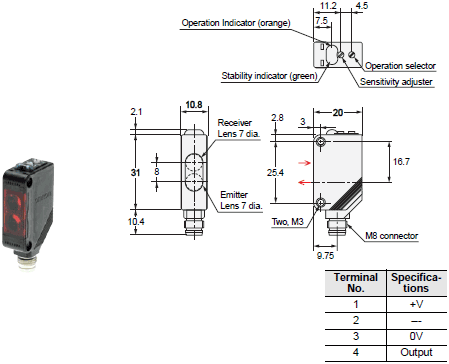 11.2 4.5
Operation Indicator (orange)
7.5
Operation selector
Stability indicator (green)
Sensitivity adjuster
10.8
20
2.1
Receiver
Lens 7 dia.
2.8
3
31
8
25.4
16.7
Emitter
Lens 7 dia.
10.4
Two, M3
M8 connector
9.75
Terminal No. Specifica-tions
1 +V
2 ---
3 0V
4 Output